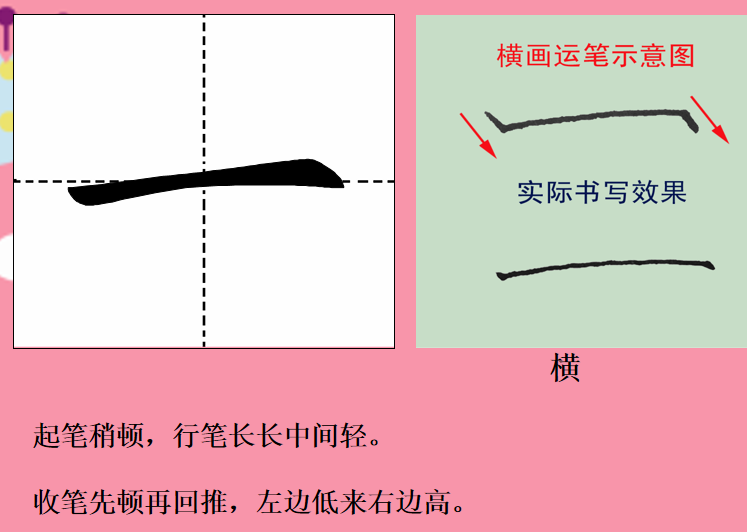 横画运笔示意图
实际书写效果
横
起笔稍顿，行笔长长中间轻。
收笔先顿再回推，左边低来右边高。